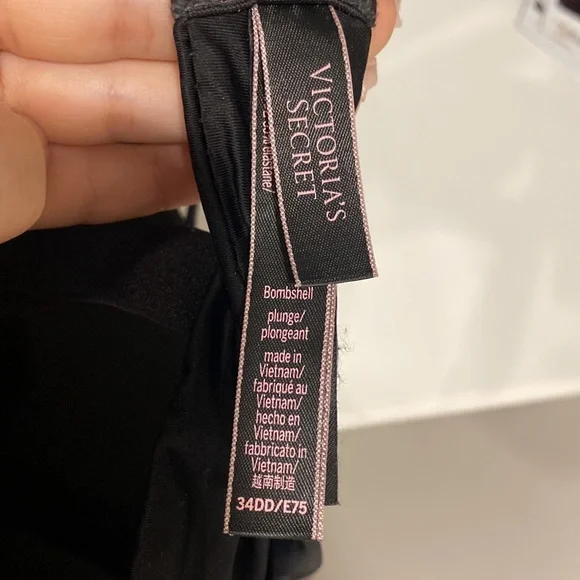 VICTORIA'S
SECRET
Bombshell
plunge/
plongeant
made in
Vietnam/
fabriqué au
Vietnam/
hecho en
Vietnam/
fabbricato in
Vietnam/
越南制造
34DD/E75